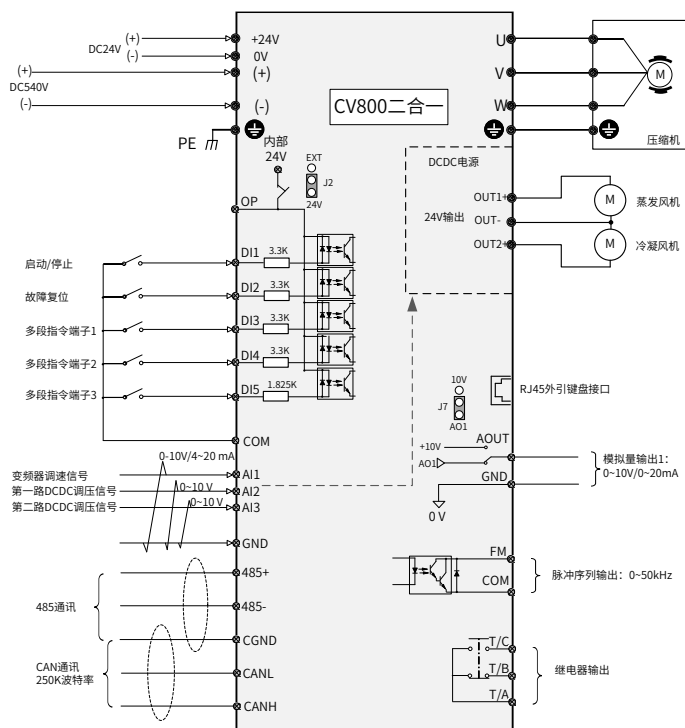 (+)
DC24V
(-)
(+)
DC540V
(-)
PE
+24V
0V
(+)
(-)
CV800二合一
U
V
W
M
压缩机
内部
24V
EXT
J2
24V
OP
DCDC电源
OUT1+
24V输出
OUT-
OUT2+
M
蒸发风机
M
冷凝风机
启动/停止
DI1
3.3K
故障复位
DI2
3.3K
多段指令端子1
DI3
3.3K
多段指令端子2
DI4
3.3K
多段指令端子3
DI5
1.825K
COM
RJ45外引键盘接口
10V
J7
AO1
+10V
AOUT
AO1
GND
0 V
模拟量输出1：
0~10V/0~20mA
0-10V/4~20 mA
变频器调速信号
AI1
第一路DCDC调压信号
0~10 V
AI2
第二路DCDC调压信号
0~10 V
AI3
GND
FM
COM
脉冲序列输出：0~50kHz
485通讯
485+
485-
CGND
CAN通讯
250K波特率
CANL
CANH
T/C
T/B
T/A
继电器输出